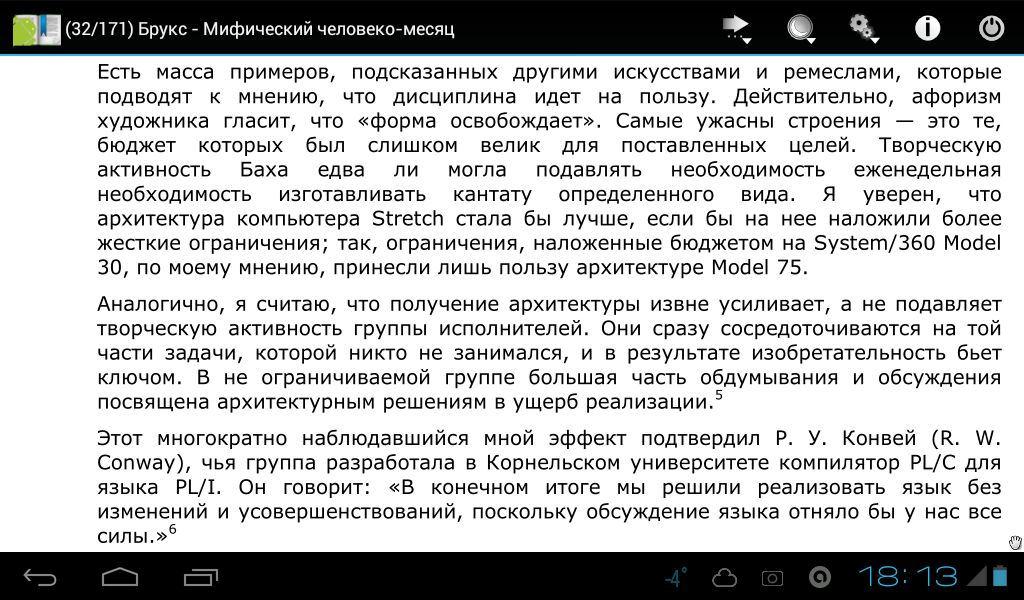 (32/171) Брукс - Мифический человеко-месяц
Есть масса примеров, подсказанных другими искусствами и ремеслами, которые
подводят к мнению, что дисциплина идет на пользу. Действительно, афоризм
художника гласит, что «форма освобождает». Самые ужасны строения — это те,
бюджет которых был слишком велик для поставленных целей. Творческую
активность Баха едва ли могла подавлять необходимость еженедельная
необходимость изготавливать кантату определенного вида. Я уверен, что
архитектура компьютера Stretch стала бы лучше, если бы на нее наложили более
жесткие ограничения; так, ограничения, наложенные бюджетом на System/360 Model
30, по моему мнению, принесли лишь пользу архитектуре Model 75.
Аналогично, я считаю, что получение архитектуры извне усиливает, а не подавляет
творческую активность группы исполнителей. Они сразу сосредоточиваются на той
части задачи, которой никто не занимался, и в результате изобретательность бьет
ключом. В не ограничиваемой группе большая часть обдумывания и обсуждения
посвящена архитектурным решениям в ущерб реализации.5
Этот многократно наблюдавшийся мной эффект подтвердил Р. У. Конвей (R. W.
Conway), чья группа разработала в Корнельском университете компилятор PL/C для
языка PL/I. Он говорит: «В конечном итоге мы решили реализовать язык без
изменений и усовершенствований, поскольку обсуждение языка отняло бы у нас все
силы.»6
-4° 18:13